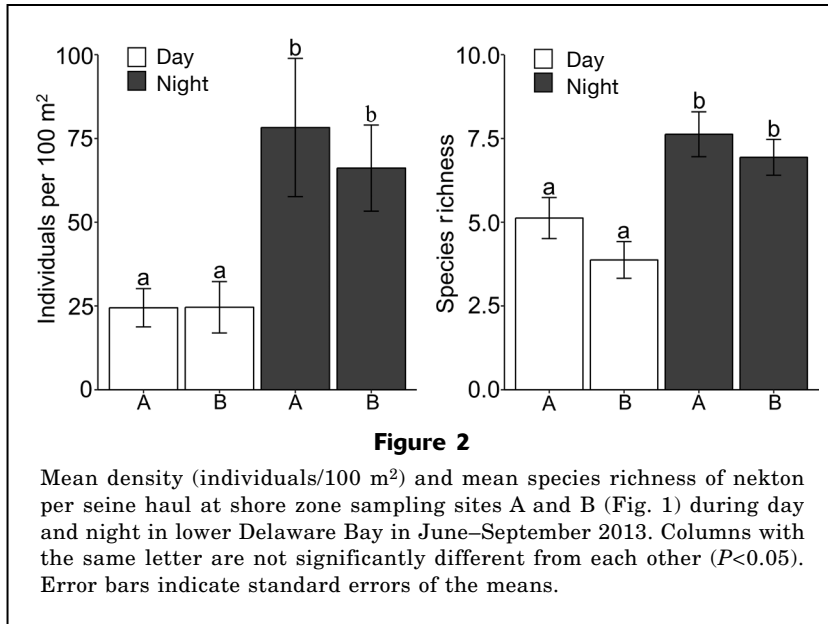 100
75
50
25
0
Individuals per 100 m²
Day
Night
a
a
b
b
A
B
A
B
10.0
7.5
5.0
2.5
0.0
Species richness
Day
Night
a
a
b
b
A
B
A
B
Figure 2
Mean density (individuals/100 m²) and mean species richness of nekton
per seine haul at shore zone sampling sites A and B (Fig. 1) during day
and night in lower Delaware Bay in June–September 2013. Columns with
the same letter are not significantly different from each other (P<0.05).
Error bars indicate standard errors of the means.